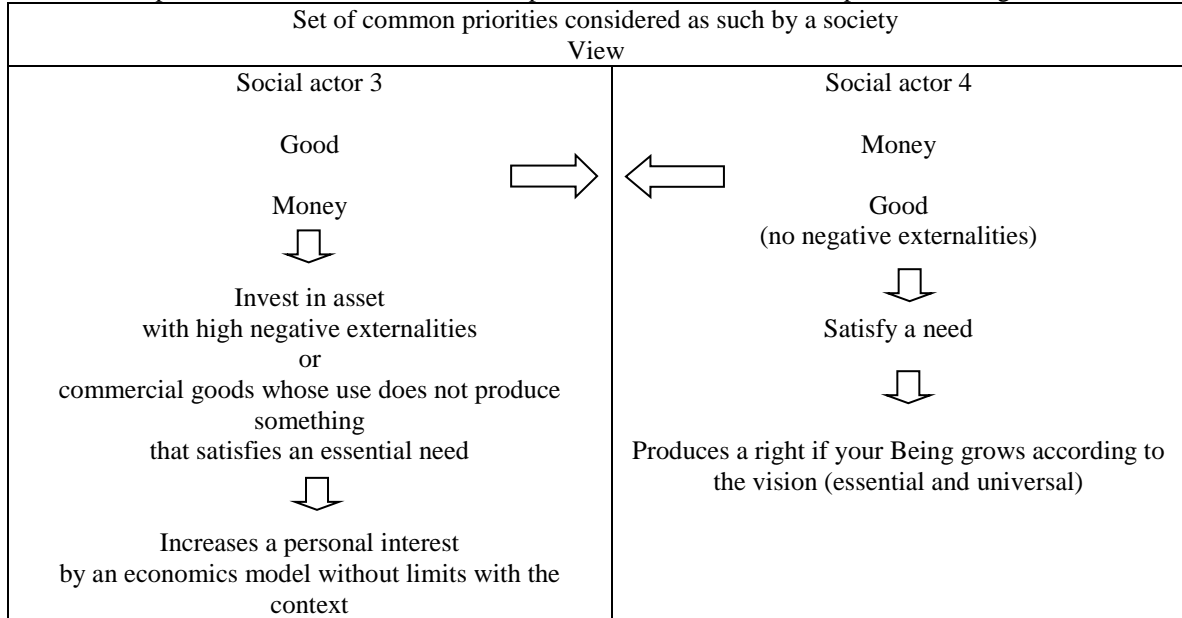 Set of common priorities considered as such by a society
View
Social actor 3
Good
Money
Invest in asset
with high negative externalities
or
commercial goods whose use does not produce
something
that satisfies an essential need
Increases a personal interest
by an economics model without limits with the
context
Social actor 4
Money
Good
(no negative externalities)
Satisfy a need
Produces a right if your Being grows according to
the vision (essential and universal)